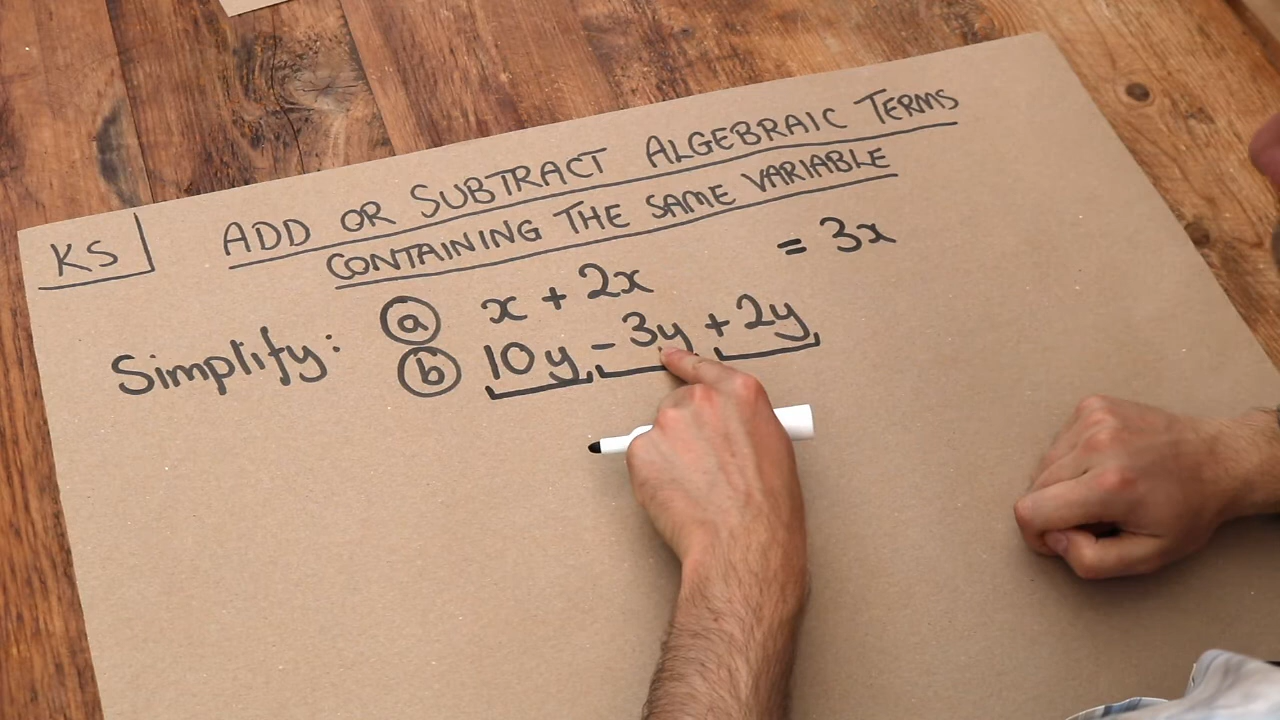 KS
ADD OR SUBTRACT ALGEBRAIC TERMS
CONTAINING THE SAME VARIABLE
Simplify:
ⓐ x + 2x = 3x
ⓑ 10y - 3y + 2y